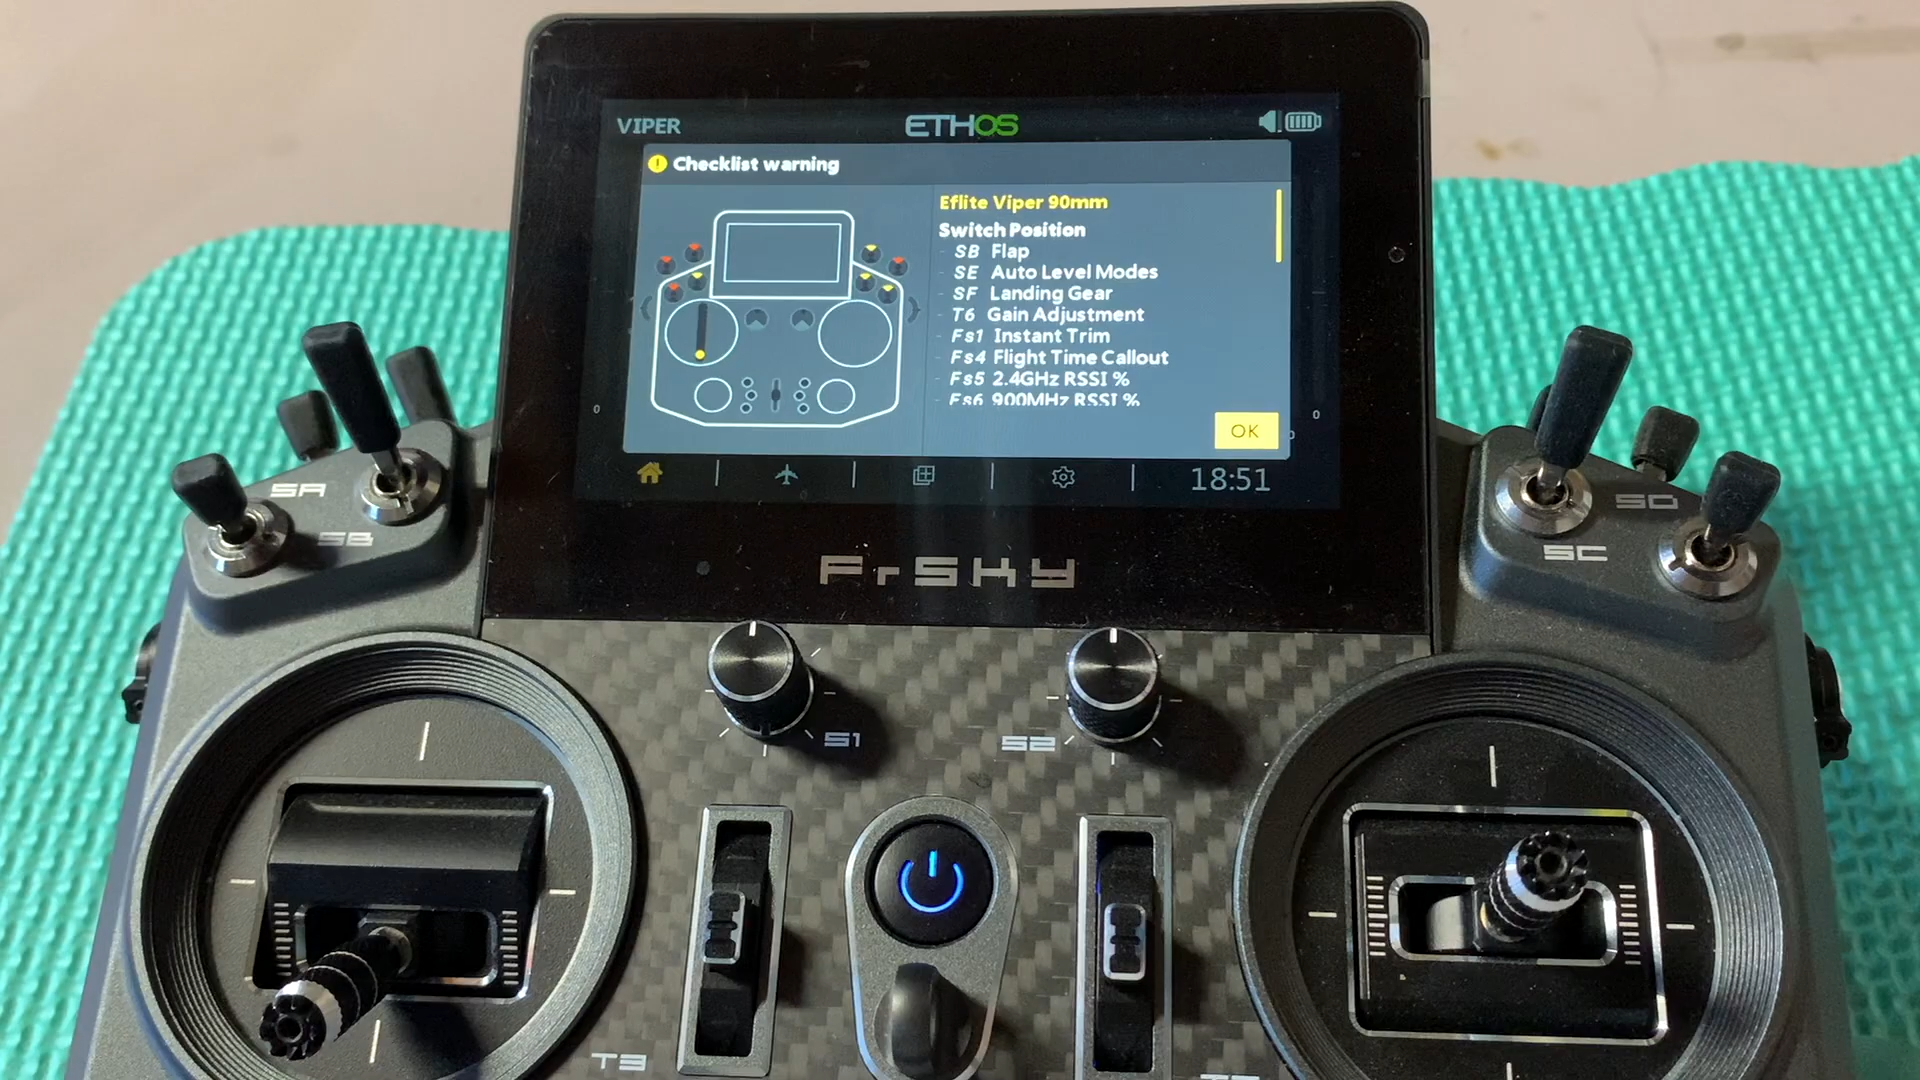 VIPER
ETHOS
Checklist warning
Eflite Viper 90mm
Switch Position
- SB Flap
- SE Auto Level Modes
- SF Landing Gear
- T6 Gain Adjustment
- Fs1 Instant Trim
- Fs4 Flight Time Callout
- Fs5 2.4GHz RSSI %
- Fs6 900MHz RSSI %
OK
0
0
18:51
SA
SB
SD
SC
FrSKY
S1
S2
T3